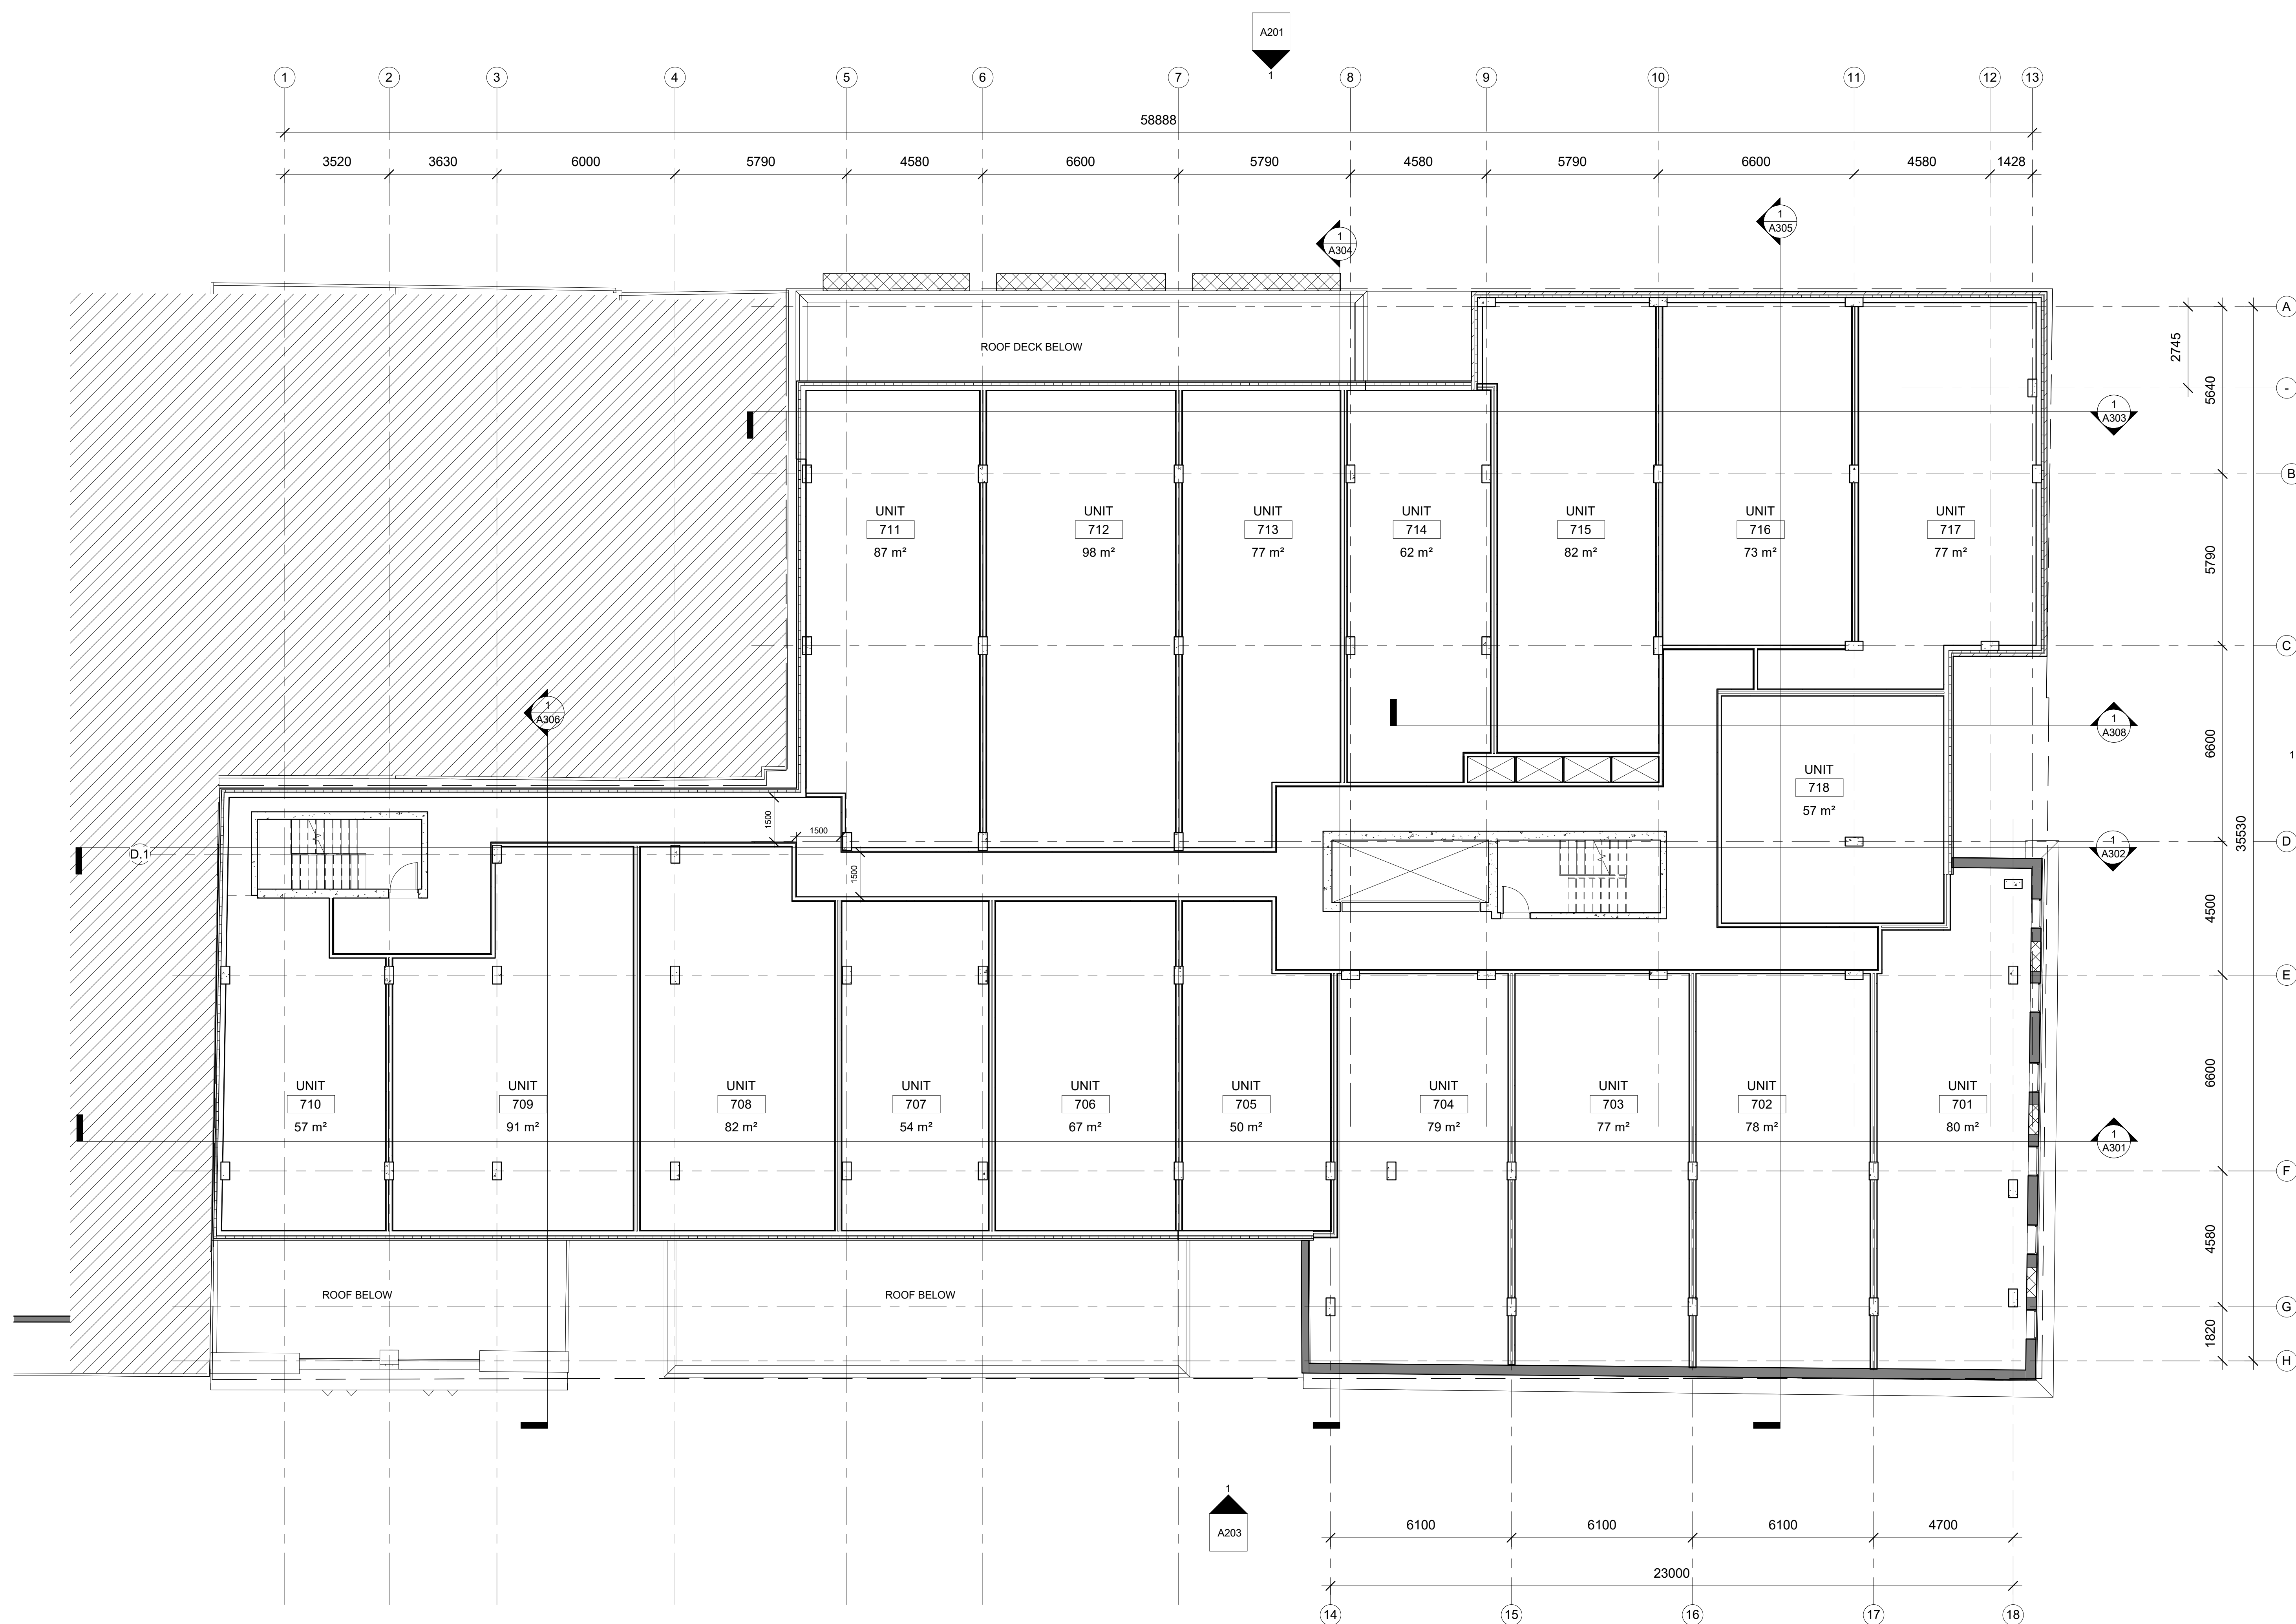 A201
1
1
2
3
4
5
6
7
8
9
10
11
12
13
58888
3520
3630
6000
5790
4580
6600
5790
4580
5790
6600
4580
1428
1
A305
1
A304
A
2745
ROOF DECK BELOW
5640
-
1
A303
B
UNIT
711
87 m²
UNIT
712
98 m²
UNIT
713
77 m²
UNIT
714
62 m²
UNIT
715
82 m²
UNIT
716
73 m²
UNIT
717
77 m²
5790
C
1
A306
1
A308
6600
1
UNIT
718
57 m²
1500
1500
1500
D.1
1
A302
D
35530
4500
E
6600
UNIT
710
57 m²
UNIT
709
91 m²
UNIT
708
82 m²
UNIT
707
54 m²
UNIT
706
67 m²
UNIT
705
50 m²
UNIT
704
79 m²
UNIT
703
77 m²
UNIT
702
78 m²
UNIT
701
80 m²
1
A301
F
4580
ROOF BELOW
ROOF BELOW
G
1820
H
1
A203
6100
6100
6100
4700
23000
14
15
16
17
18